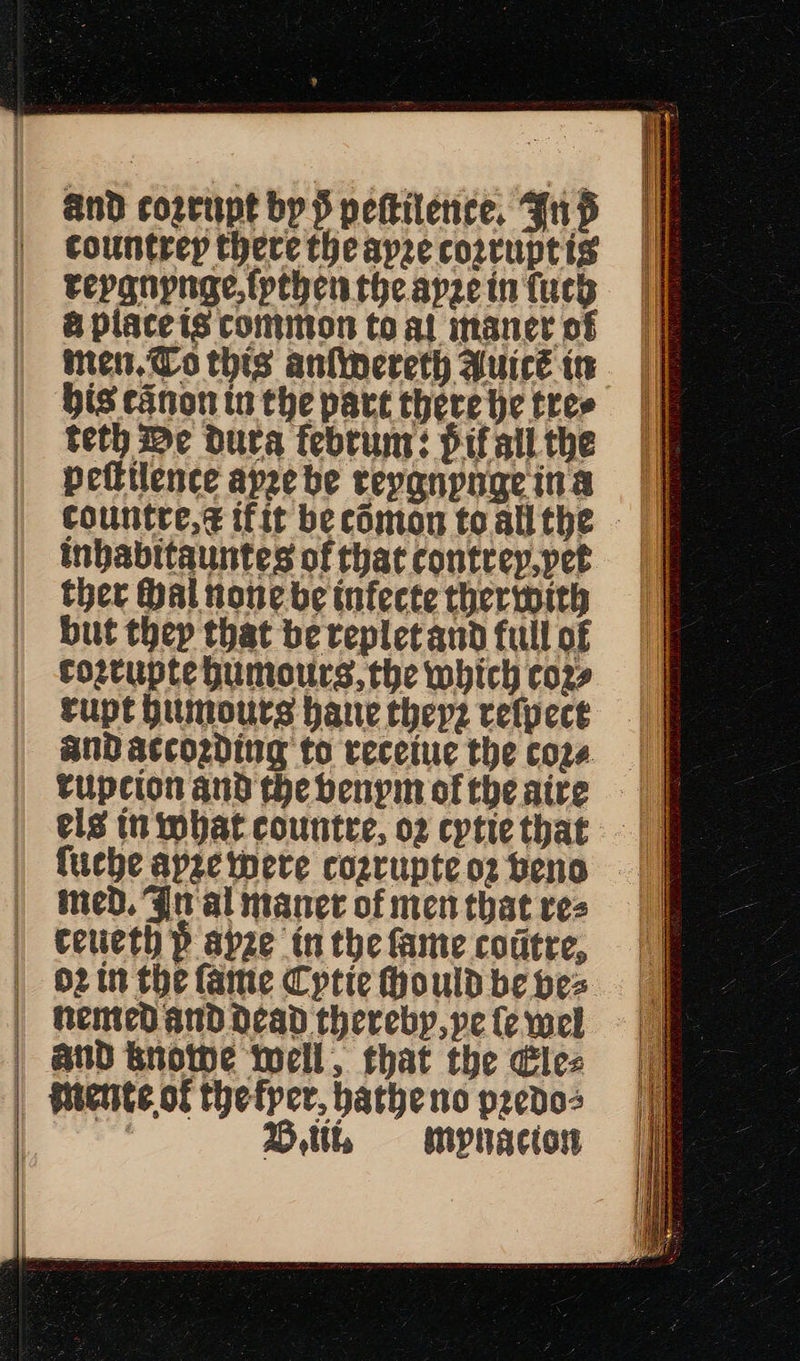 and corrupt by þͤ peſtilence. In þͤ
countrey there the ayre corrupt is
reygnynge, ſythen the ayre in ſuch
a place is common to al maner of
men. To this anſwereth Auicē in
his cānon in the part there he tre-
teth De dura februm: þͭ if all the
peſtilence ayre be reygnynge in a
countre, & if it be cōmon to all the
inhabitauntes of that contrey, yet
ther ſhal none be infecte therwith
but they that be replet and full of
corrupte humours, the which cor-
rupt humours haue theyr reſpect
and according to receiue the cor-
rupcion and the venym of the aire
els in what countre, or cytie that
ſuche ayre were corrupte or veno
med. In al maner of men that re-
ceueth þͤ ayre in the ſame coūtre,
or in the ſame Cytie ſhould be ve-
nemed and dead thereby, ye ſe wel
and knowe well, that the Ele-
mente of the ſyer, hathe no predo-
B.iii. mynacion